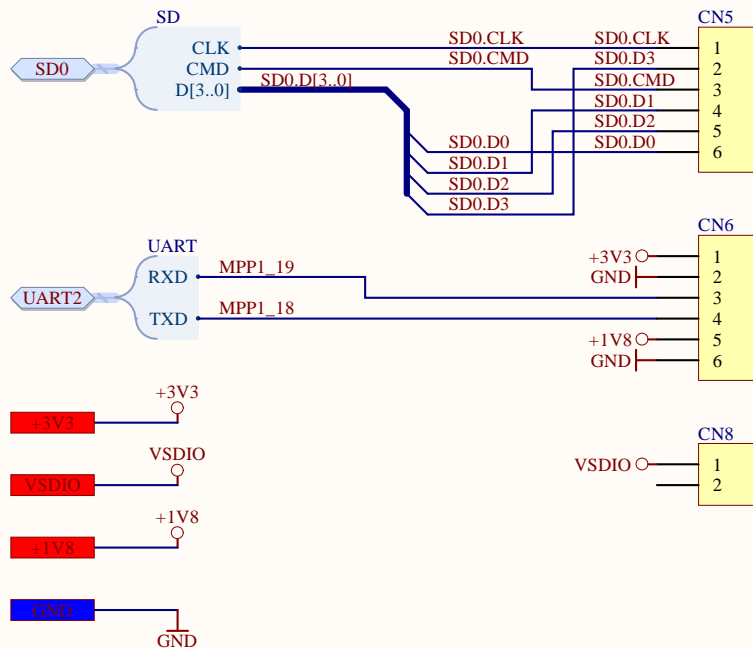 SD CN5
CLK SD0.CLK SD0.CLK 1
SD0 CMD SD0.CMD SD0.D3 2
D[3..0] SD0.D[3..0] SD0.CMD 3
SD0.D1 4
SD0.D2 5
SD0.D0 SD0.D0 6
SD0.D1
SD0.D2
SD0.D3
UART CN6
+3V3 1
RXD MPP1_19 GND 2
UART2 3
TXD MPP1_18 4
+1V8 5
GND 6
+3V3
+3V3
CN8
VSDIO VSDIO 1
VSDIO 2
+1V8
+1V8
GND
GND